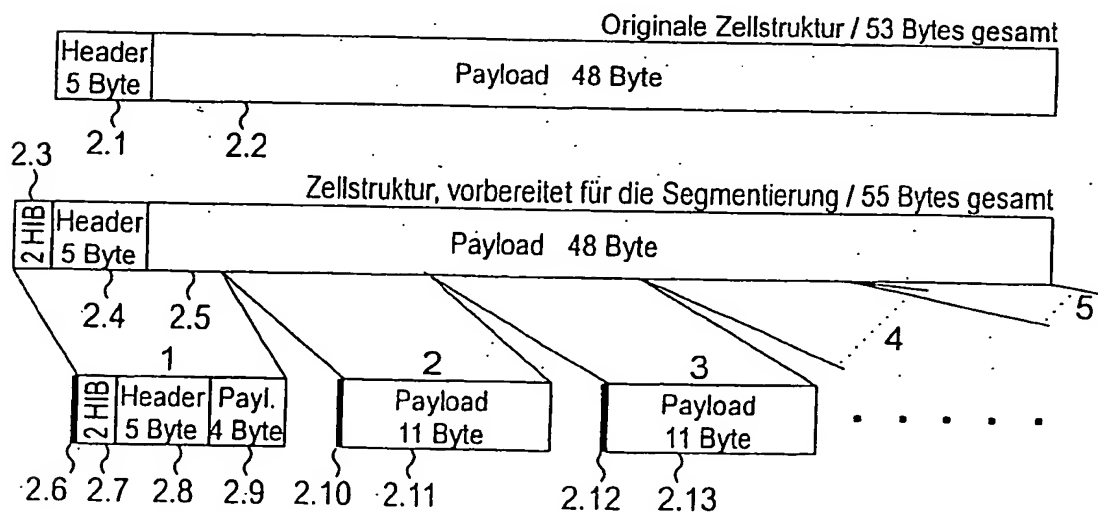 Originale Zellstruktur / 53 Bytes gesamt
Header
5 Byte
Payload 48 Byte
2.1
2.2
2.3
Zellstruktur, vorbereitet für die Segmentierung / 55 Bytes gesamt
2 HIB
Header
5 Byte
Payload 48 Byte
2.4
2.5
4
5
1
2
3
2 HIB
Header
5 Byte
Payl.
4 Byte
Payload
11 Byte
Payload
11 Byte
2.6
2.7
2.8
2.9
2.10
2.11
2.12
2.13